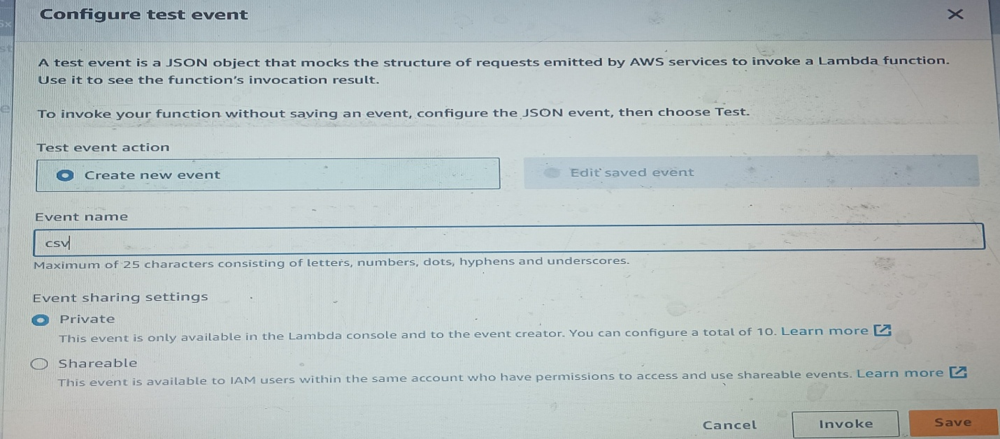 Configure test event
A test event is a JSON object that mocks the structure of requests emitted by AWS services to invoke a Lambda function.
Use it to see the function's invocation result.
To invoke your function without saving an event, configure the JSON event, then choose Test.
Test event action
Create new event
Edit saved event
Event name
csv
Maximum of 25 characters consisting of letters, numbers, dots, hyphens and underscores.
Event sharing settings
Private
This event is only available in the Lambda console and to the event creator. You can configure a total of 10. Learn more
Shareable
This event is available to IAM users within the same account who have permissions to access and use shareable events. Learn more
Cancel
Invoke
Save